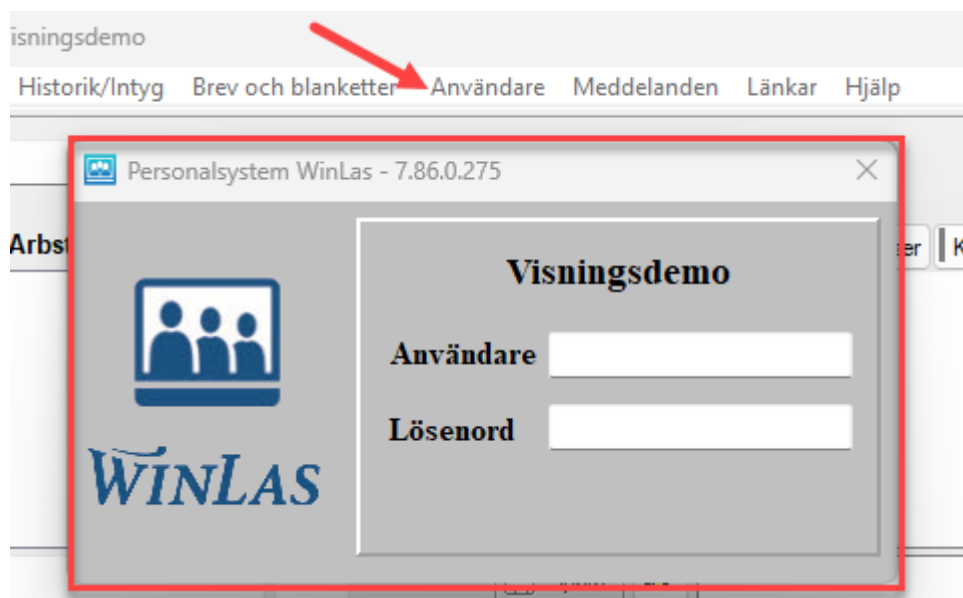 isningsdemo
Historik/Intyg Brev och blanketter Användare Meddelanden Länkar Hjälp
Personalsystem WinLas - 7.86.0.275
Arbst
er K
Visningsdemo
Användare
Lösenord
WINLAS